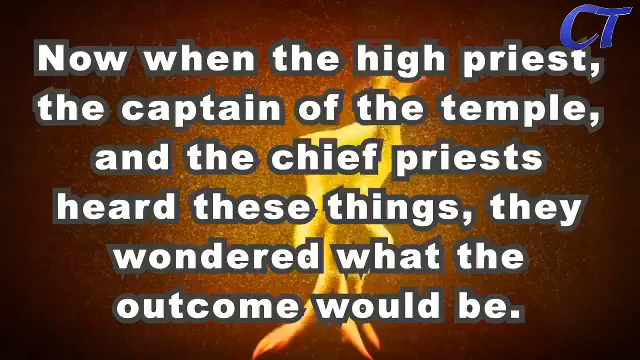 CT
Now when the high priest,
the captain of the temple,
and the chief priests
heard these things, they
wondered what the
outcome would be.